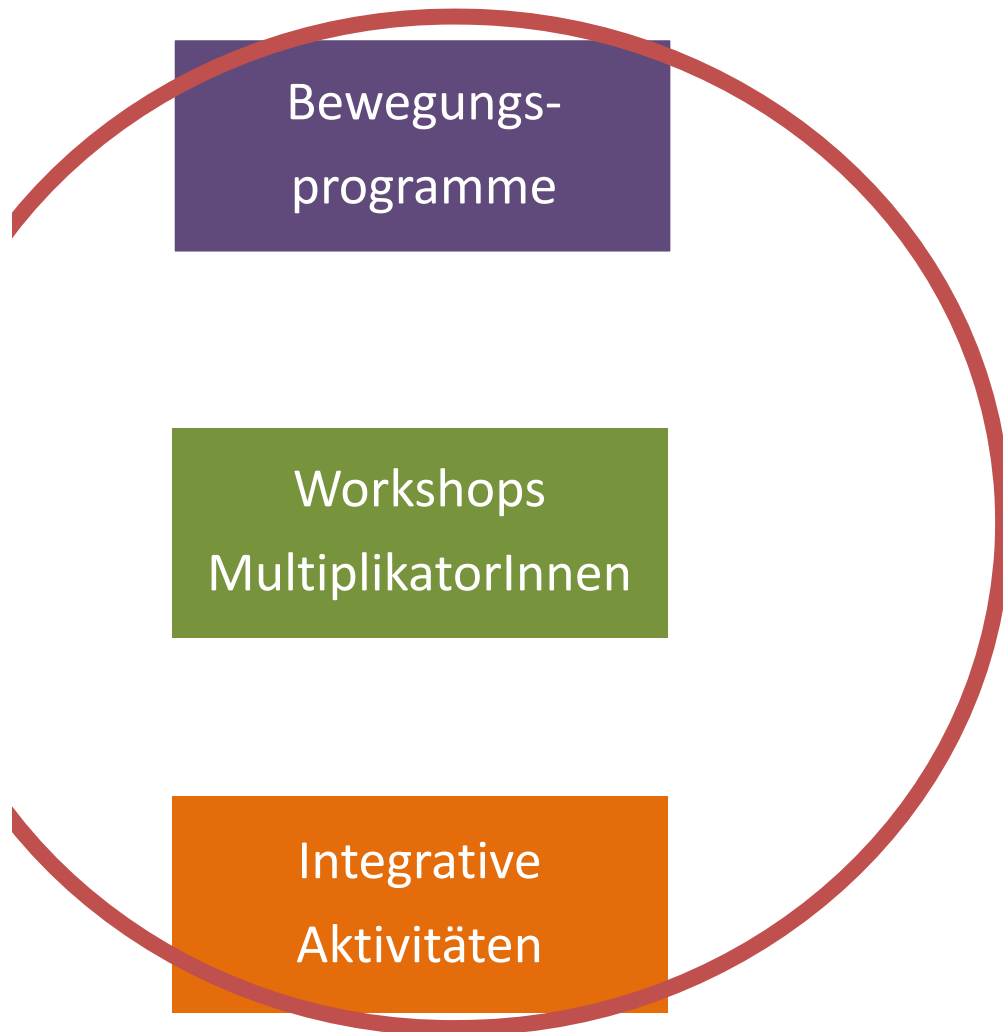 Bewegungs-
programme
Workshops
MultiplikatorInnen
Integrative
Aktivitäten